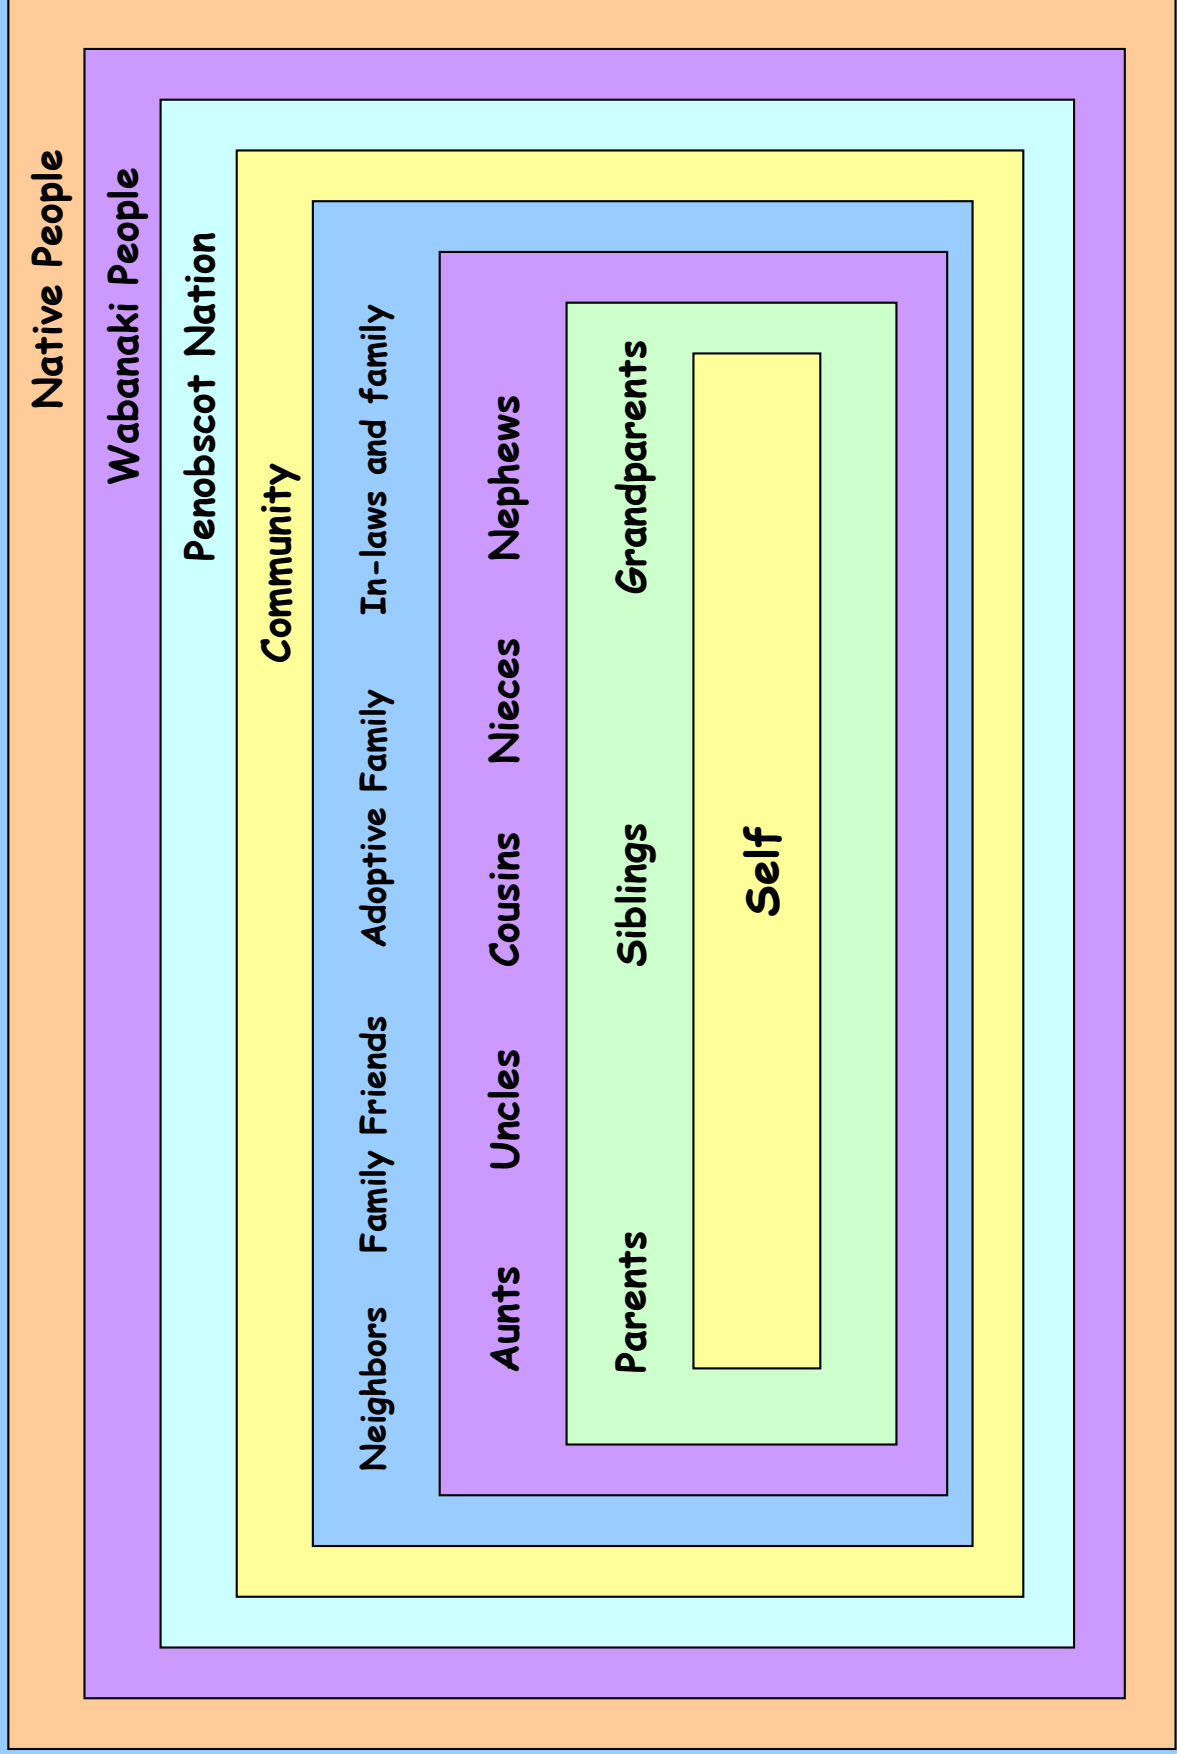 Native People
Wabanaki People
Penobscot Nation
Community
Neighbors Family Friends Adoptive Family In-laws and family
Aunts Uncles Cousins Nieces Nephews
Parents Siblings Grandparents
Self